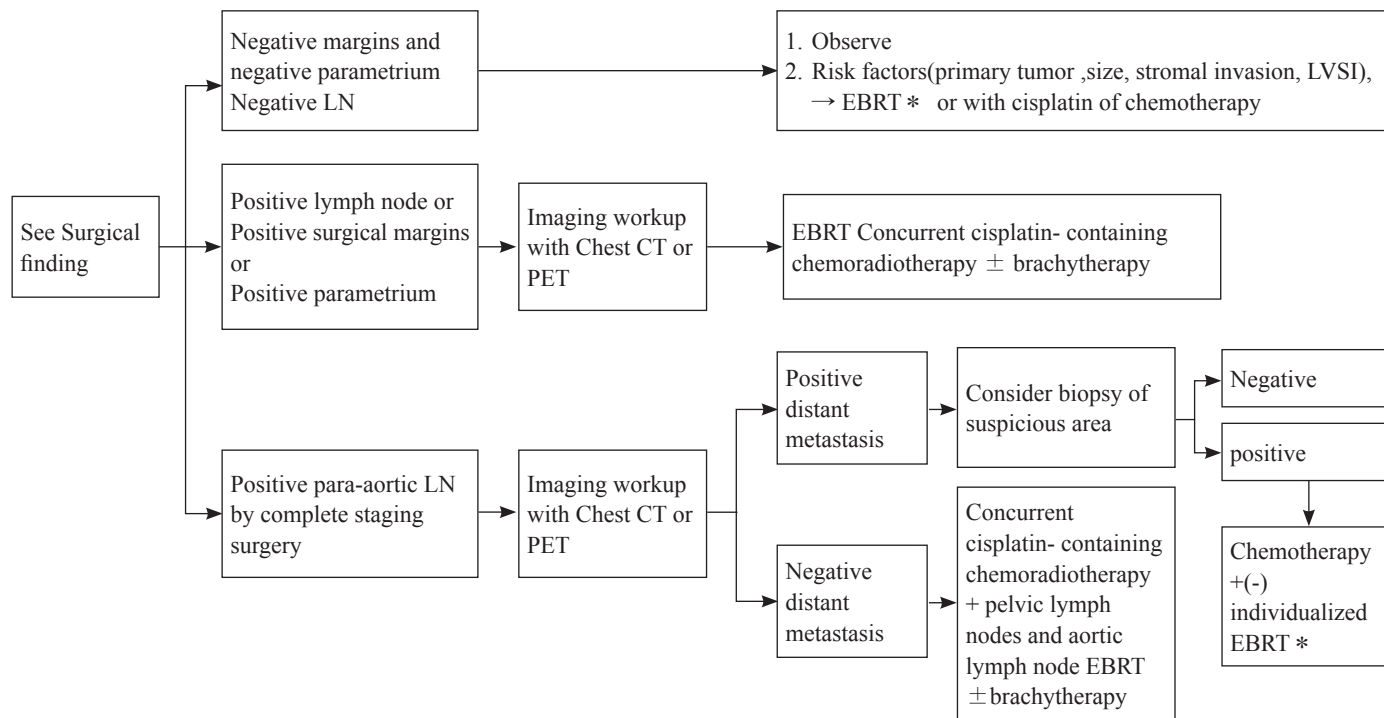 See Surgical
finding
Negative margins and
negative parametrium
Negative LN
1. Observe
2. Risk factors(primary tumor ,size, stromal invasion, LVSI),
→ EBRT * or with cisplatin of chemotherapy
Positive lymph node or
Positive surgical margins
or
Positive parametrium
Imaging workup
with Chest CT or
PET
EBRT Concurrent cisplatin- containing
chemoradiotherapy ± brachytherapy
Positive para-aortic LN
by complete staging
surgery
Imaging workup
with Chest CT or
PET
Positive
distant
metastasis
Consider biopsy of
suspicious area
Negative
positive
Chemotherapy
+(-)
individualized
EBRT *
Negative
distant
metastasis
Concurrent
cisplatin- containing
chemoradiotherapy
+ pelvic lymph
nodes and aortic
lymph node EBRT
±brachytherapy